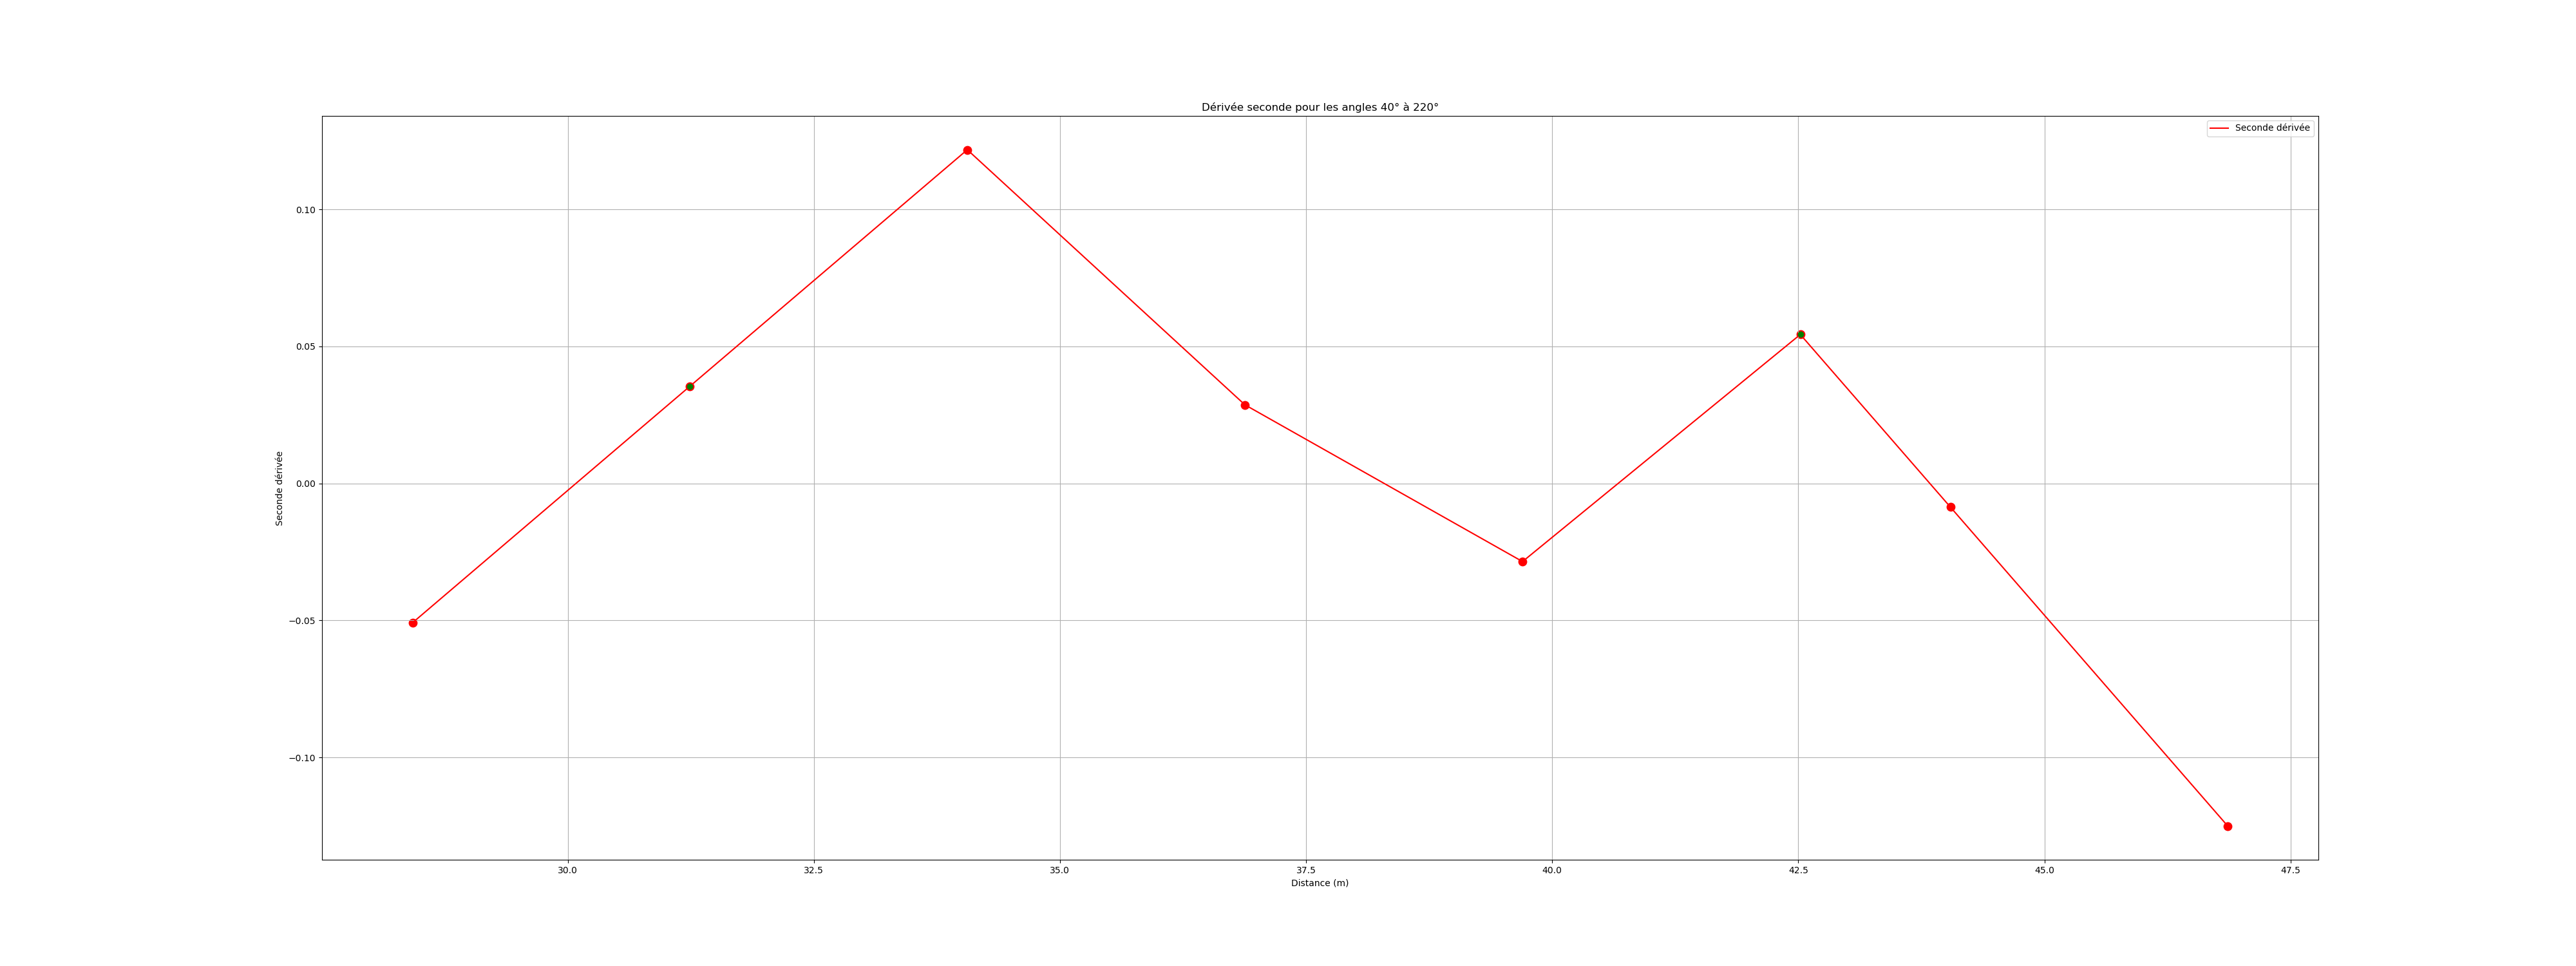 Dérivée seconde pour les angles 40° à 220°
Seconde dérivée
0.10
0.05
0.00
−0.05
−0.10
Seconde dérivée
30.0 32.5 35.0 37.5 40.0 42.5 45.0 47.5
Distance (m)